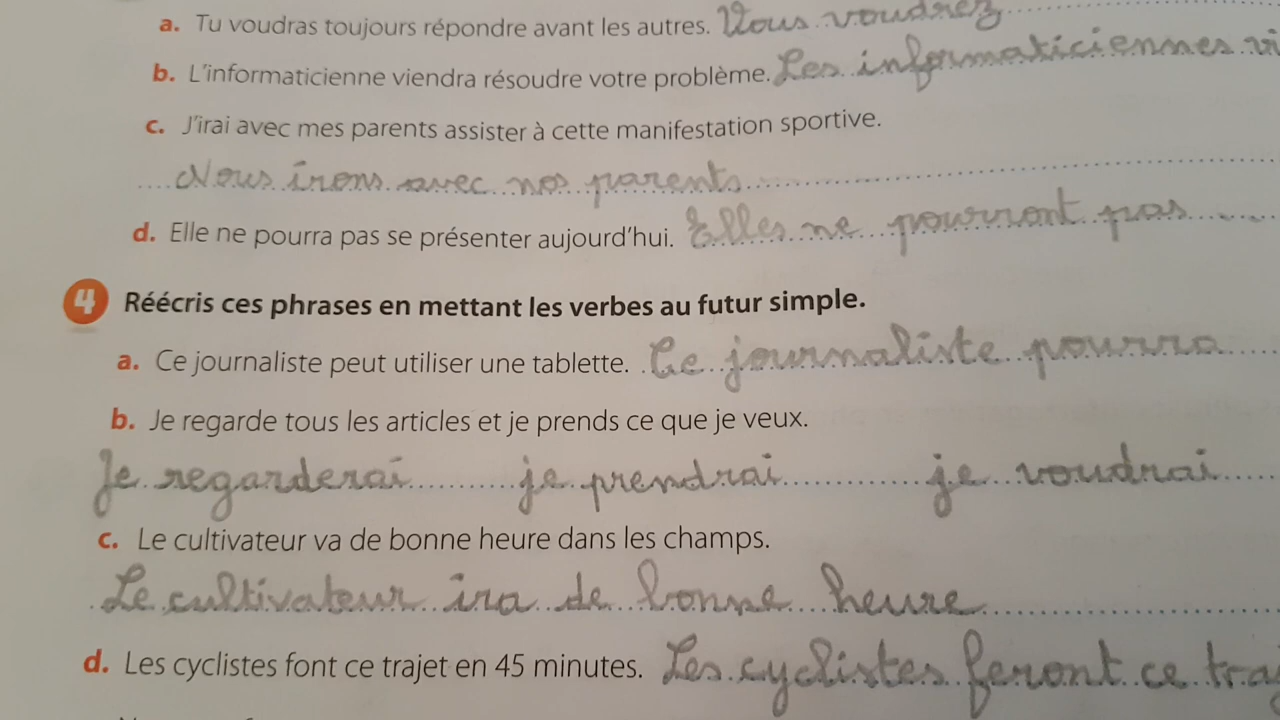 a. Tu voudras toujours répondre avant les autres. Vous voudrez
b. L'informaticienne viendra résoudre votre problème. Les informaticiennes vi
c. J'irai avec mes parents assister à cette manifestation sportive.
Nous irons avec nos parents
d. Elle ne pourra pas se présenter aujourd'hui. Elles ne pourront pas
4 Réécris ces phrases en mettant les verbes au futur simple.
a. Ce journaliste peut utiliser une tablette. Ce journaliste pourra
b. Je regarde tous les articles et je prends ce que je veux.
Je regarderai je prendrai je voudrai
c. Le cultivateur va de bonne heure dans les champs.
Le cultivateur ira de bonne heure
d. Les cyclistes font ce trajet en 45 minutes. Les cyclistes feront ce traj